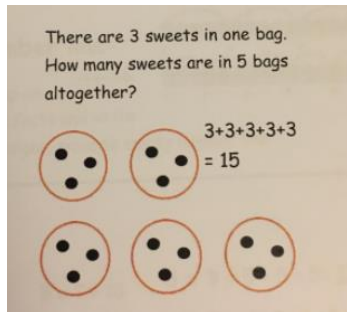 There are 3 sweets in one bag.
How many sweets are in 5 bags
altogether?
3+3+3+3+3
= 15